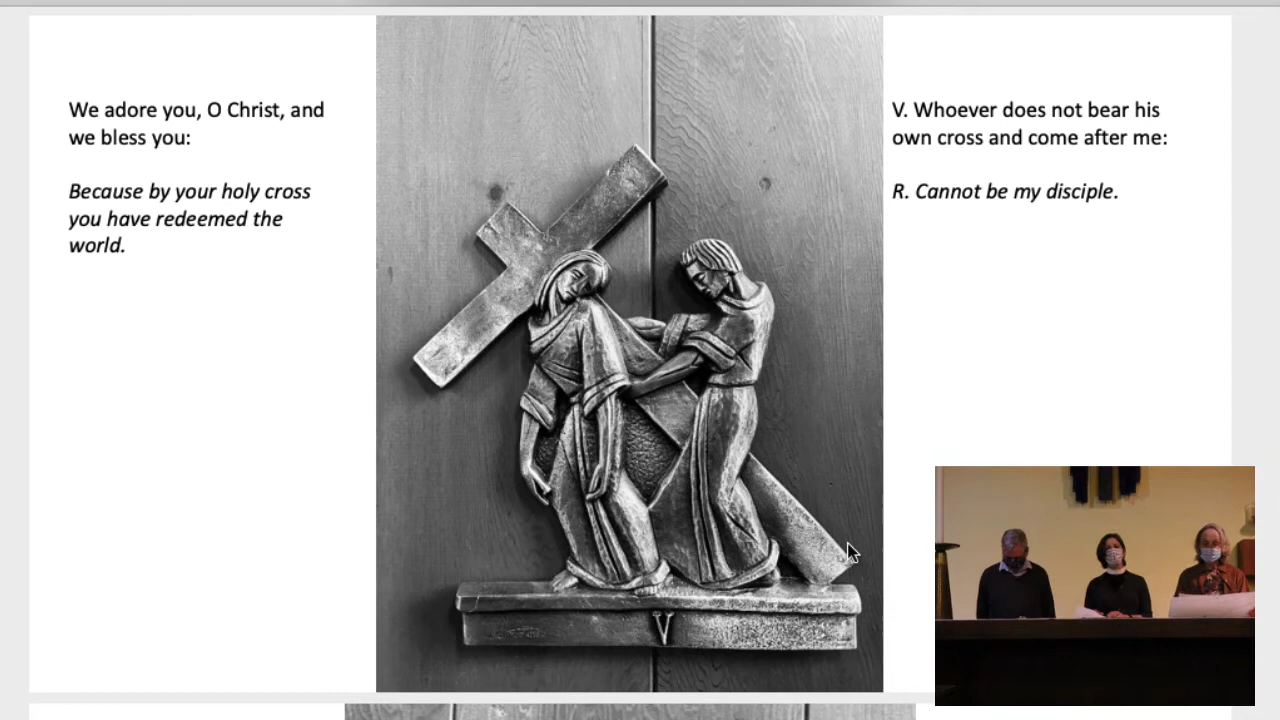 We adore you, O Christ, and
we bless you:
Because by your holy cross
you have redeemed the
world.
V
V. Whoever does not bear his
own cross and come after me:
R. Cannot be my disciple.